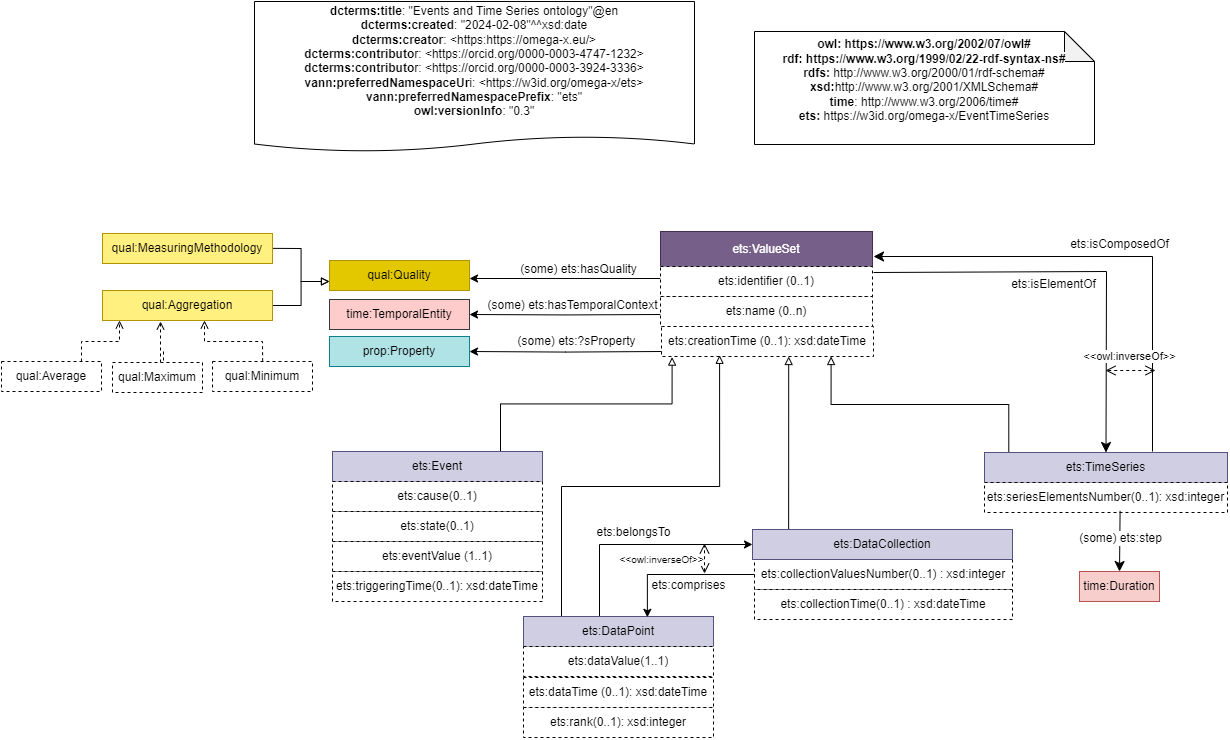 dcterms:title: "Events and Time Series ontology"@en
dcterms:created: "2024-02-08"^^xsd:date
dcterms:creator: <https:https://omega-x.eu/>
dcterms:contributor: <https://orcid.org/0000-0003-4747-1232>
dcterms:contributor: <https://orcid.org/0000-0003-3924-3336>
vann:preferredNamespaceUri: <https://w3id.org/omega-x/ets>
vann:preferredNamespacePrefix: "ets"
owl:versionInfo: "0.3"
owl: https://www.w3.org/2002/07/owl#
rdf: https://www.w3.org/1999/02/22-rdf-syntax-ns#
rdfs: http://www.w3.org/2000/01/rdf-schema#
xsd:http://www.w3.org/2001/XMLSchema#
time: http://www.w3.org/2006/time#
ets: https://w3id.org/omega-x/EventTimeSeries
qual:MeasuringMethodology
qual:Aggregation
qual:Average
qual:Maximum
qual:Minimum
qual:Quality
time:TemporalEntity
prop:Property
(some) ets:hasQuality
(some) ets:hasTemporalContext
(some) ets:?sProperty
ets:ValueSet
ets:identifier (0..1)
ets:name (0..n)
ets:creationTime (0..1): xsd:dateTime
ets:isComposedOf
ets:isElementOf
<<owl:inverseOf>>
ets:Event
ets:cause(0..1)
ets:state(0..1)
ets:eventValue (1..1)
ets:triggeringTime(0..1): xsd:dateTime
ets:TimeSeries
ets:seriesElementsNumber(0..1): xsd:integer
(some) ets:step
time:Duration
ets:belongsTo
<<owl:inverseOf>>
ets:comprises
ets:DataCollection
ets:collectionValuesNumber(0..1) : xsd:integer
ets:collectionTime(0..1) : xsd:dateTime
ets:DataPoint
ets:dataValue(1..1)
ets:dataTime (0..1): xsd:dateTime
ets:rank(0..1): xsd:integer